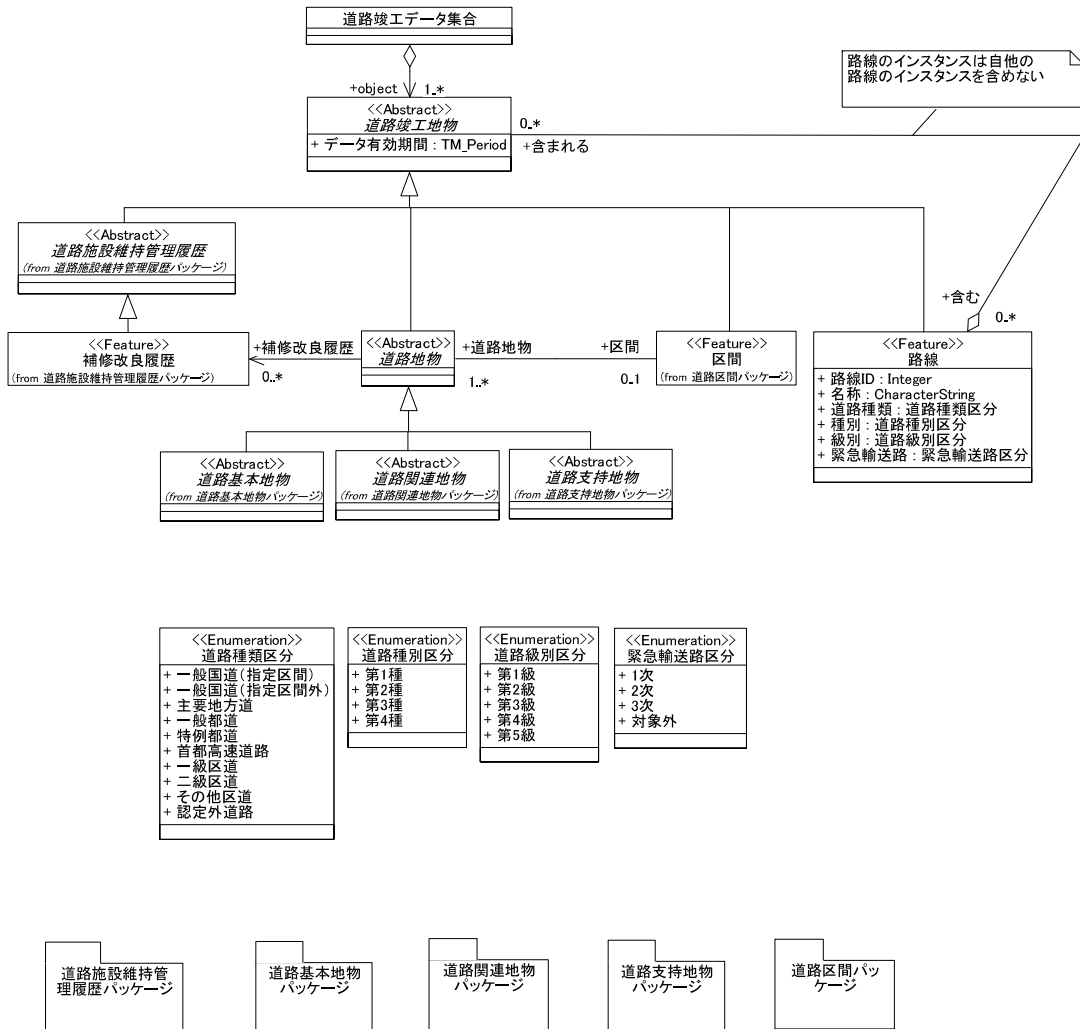 道路竣工データ集合
+object
1..*
路線のインスタンスは自他の
路線のインスタンスを含めない
<<Abstract>>
道路竣工地物
+ データ有効期間 : TM_Period
0..*
+含まれる
<<Abstract>>
道路施設維持管理履歴
(from 道路施設維持管理履歴パッケージ)
<<Feature>>
補修改良履歴
(from 道路施設維持管理履歴パッケージ)
+補修改良履歴
0..*
<<Abstract>>
道路地物
+道路地物
1..*
+区間
0..1
<<Feature>>
区間
(from 道路区間パッケージ)
+含む
0..*
<<Feature>>
路線
+ 路線ID : Integer
+ 名称 : CharacterString
+ 道路種類 : 道路種類区分
+ 種別 : 道路種別区分
+ 級別 : 道路級別区分
+ 緊急輸送路 : 緊急輸送路区分
<<Abstract>>
道路基本地物
(from 道路基本地物パッケージ)
<<Abstract>>
道路関連地物
(from 道路関連地物パッケージ)
<<Abstract>>
道路支持地物
(from 道路支持地物パッケージ)
<<Enumeration>>
道路種類区分
+ 一般国道(指定区間)
+ 一般国道(指定区間外)
+ 主要地方道
+ 一般都道
+ 特例都道
+ 首都高速道路
+ 一級区道
+ 二級区道
+ その他区道
+ 認定外道路
<<Enumeration>>
道路種別区分
+ 第1種
+ 第2種
+ 第3種
+ 第4種
<<Enumeration>>
道路級別区分
+ 第1級
+ 第2級
+ 第3級
+ 第4級
+ 第5級
<<Enumeration>>
緊急輸送路区分
+ 1次
+ 2次
+ 3次
+ 対象外
道路施設維持管
理履歴パッケージ
道路基本地物
パッケージ
道路関連地物
パッケージ
道路支持地物
パッケージ
道路区間パッ
ケージ